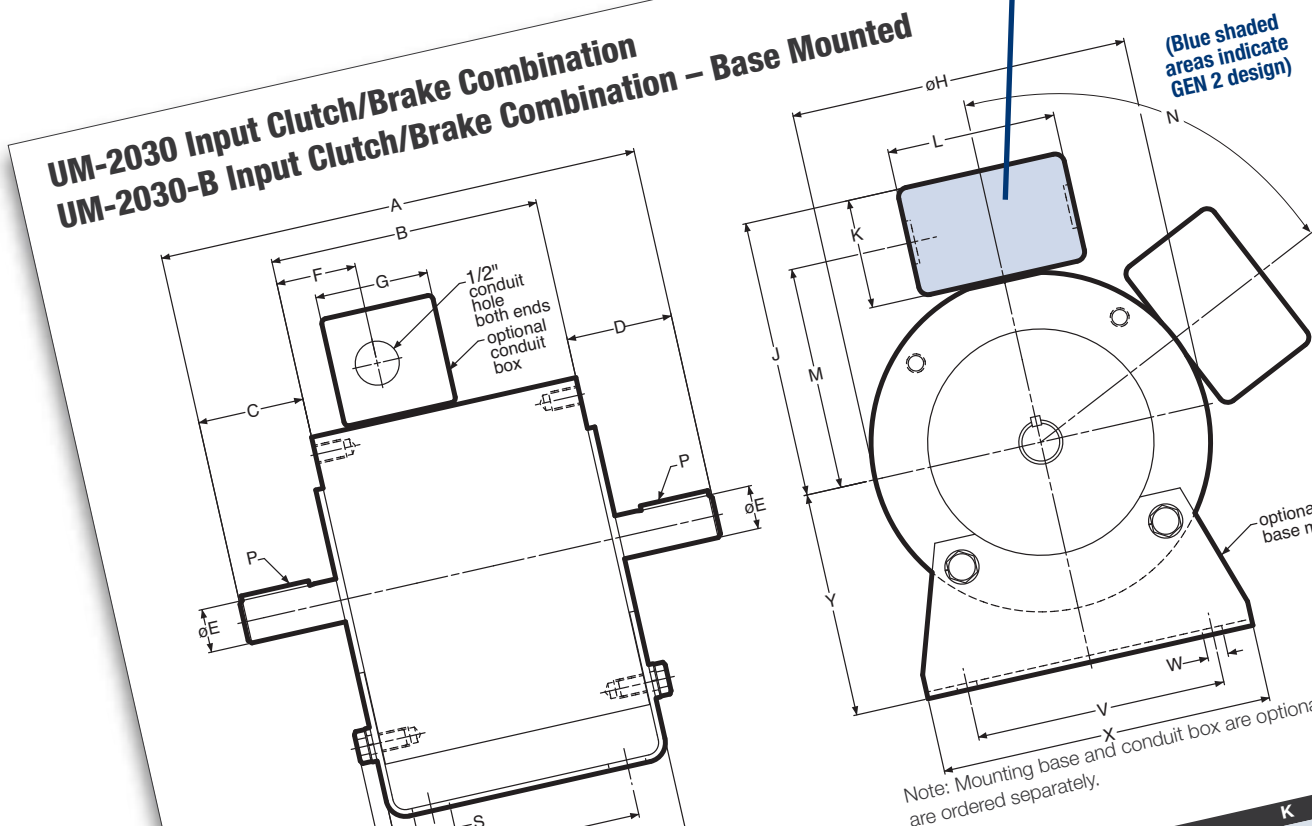 UM-2030 Input Clutch/Brake Combination
UM-2030-B Input Clutch/Brake Combination – Base Mounted
(Blue shaded
areas indicate
GEN 2 design)
A
B
F
G
1/2"
conduit
hole
both ends
optional
conduit
box
D
C
P
øE
P
øE
S
øH
L
N
K
J
M
Y
base
W
V
X
Note: Mounting base and conduit box are
are ordered separately.
K